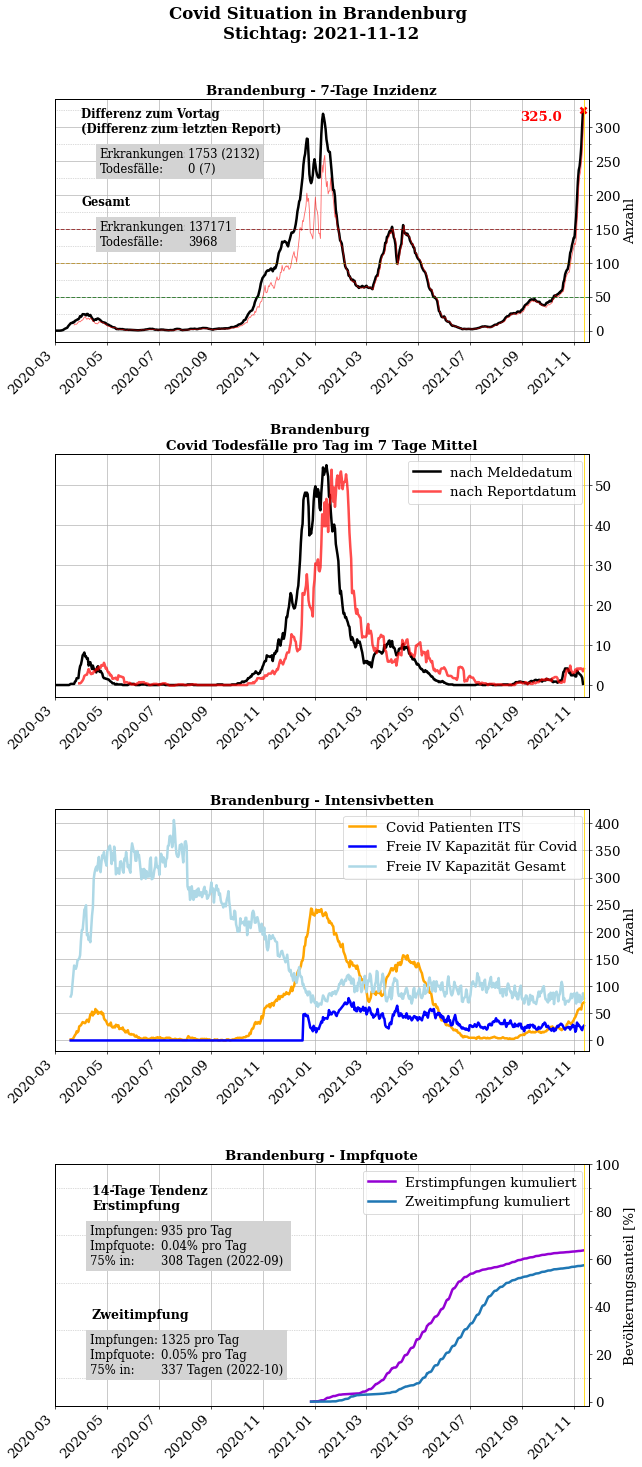 Covid Situation in Brandenburg
Stichtag: 2021-11-12
Brandenburg - 7-Tage Inzidenz
Differenz zum Vortag
(Differenz zum letzten Report)
Erkrankungen 1753 (2132)
Todesfälle: 0 (7)
Gesamt
Erkrankungen 137171
Todesfälle: 3968
325.0
300
250
200
150
100
50
0
Anzahl
2020-03
2020-05
2020-07
2020-09
2020-11
2021-01
2021-03
2021-05
2021-07
2021-09
2021-11
Brandenburg
Covid Todesfälle pro Tag im 7 Tage Mittel
nach Meldedatum
nach Reportdatum
50
40
30
20
10
0
2020-03
2020-05
2020-07
2020-09
2020-11
2021-01
2021-03
2021-05
2021-07
2021-09
2021-11
Brandenburg - Intensivbetten
Covid Patienten ITS
Freie IV Kapazität für Covid
Freie IV Kapazität Gesamt
400
350
300
250
200
150
100
50
0
Anzahl
2020-03
2020-05
2020-07
2020-09
2020-11
2021-01
2021-03
2021-05
2021-07
2021-09
2021-11
Brandenburg - Impfquote
Erstimpfungen kumuliert
Zweitimpfung kumuliert
14-Tage Tendenz
Erstimpfung
Impfungen: 935 pro Tag
Impfquote: 0.04% pro Tag
75% in: 308 Tagen (2022-09)
Zweitimpfung
Impfungen: 1325 pro Tag
Impfquote: 0.05% pro Tag
75% in: 337 Tagen (2022-10)
100
80
60
40
20
0
Bevölkerungsanteil [%]
2020-03
2020-05
2020-07
2020-09
2020-11
2021-01
2021-03
2021-05
2021-07
2021-09
2021-11